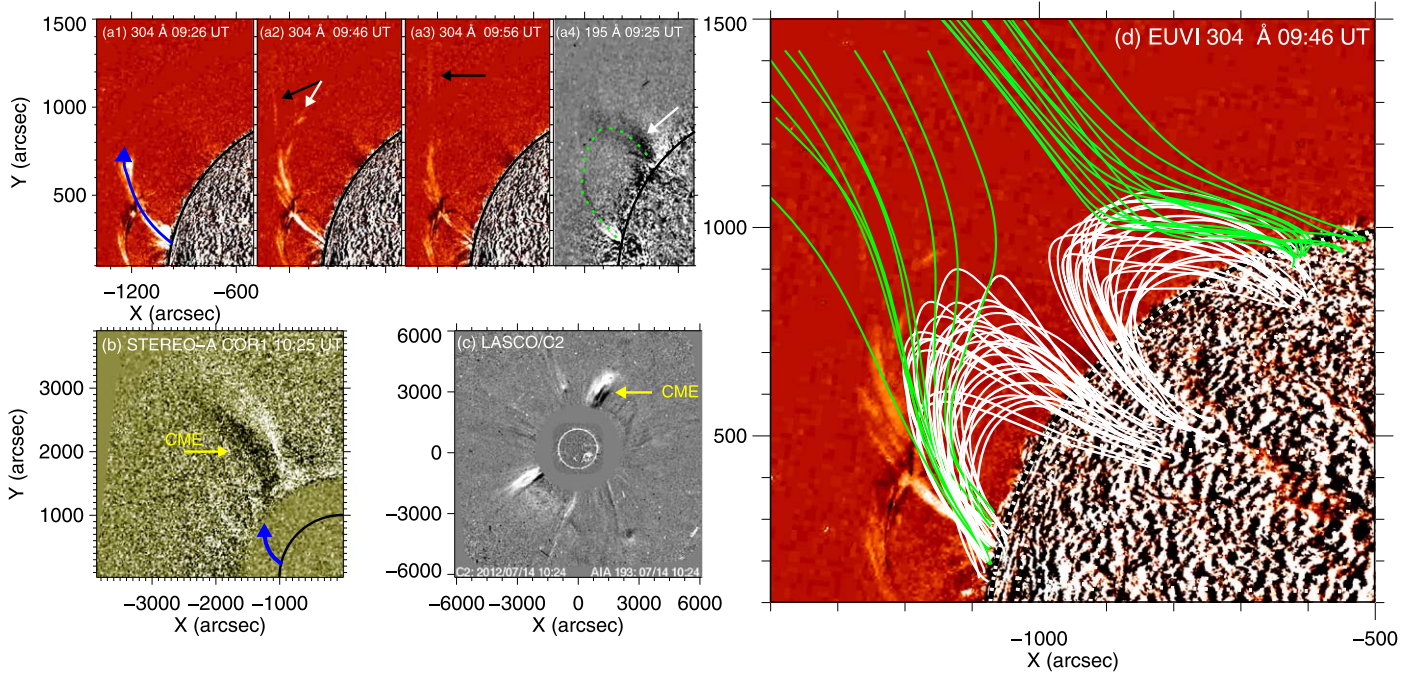 (a1) 304 Å 09:26 UT
(a2) 304 Å 09:46 UT
(a3) 304 Å 09:56 UT
(a4) 195 Å 09:25 UT
1500
1000
500
Y (arcsec)
−1200
−600
X (arcsec)
(b) STEREO−A COR1 10:25 UT
CME
3000
2000
1000
Y (arcsec)
−3000
−2000
−1000
X (arcsec)
(c) LASCO/C2
CME
6000
3000
0
−3000
−6000
C2: 2012/07/14 10:24
AIA 193: 07/14 10:24
−6000
−3000
0
3000
6000
X (arcsec)
(d) EUVI 304 Å 09:46 UT
1500
1000
500
−1000
−500
X (arcsec)